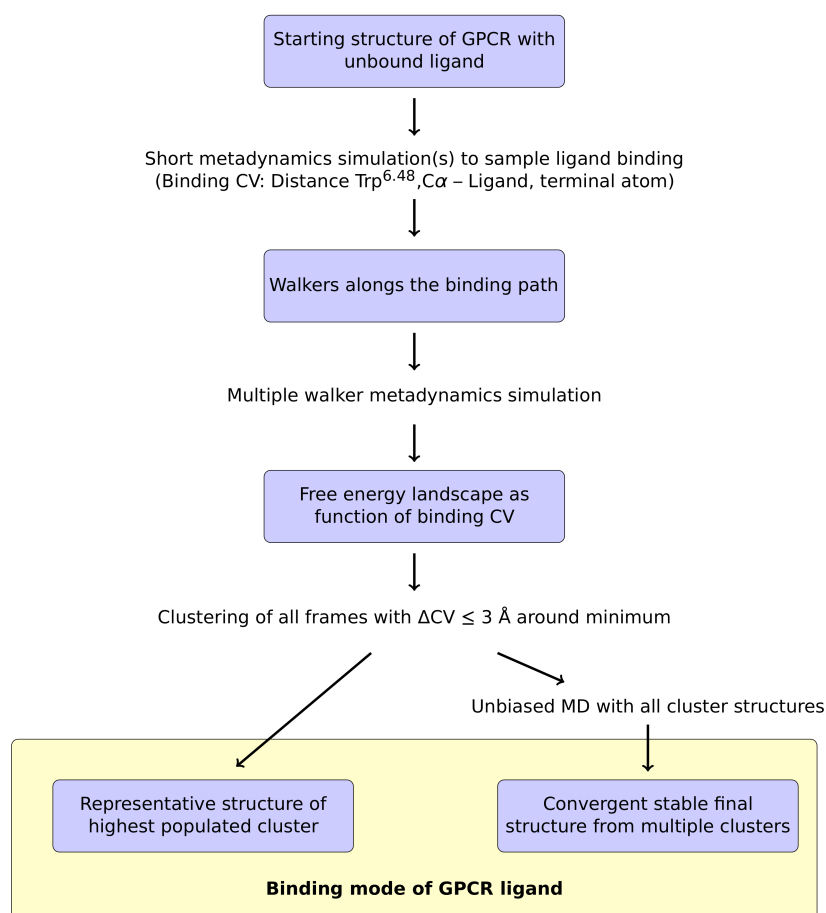 Starting structure of GPCR with
unbound ligand
Short metadynamics simulation(s) to sample ligand binding
(Binding CV: Distance Trp⁶·⁴⁸,Cα – Ligand, terminal atom)
Walkers alongs the binding path
Multiple walker metadynamics simulation
Free energy landscape as
function of binding CV
Clustering of all frames with ΔCV ≤ 3 Å around minimum
Unbiased MD with all cluster structures
Representative structure of
highest populated cluster
Convergent stable final
structure from multiple clusters
Binding mode of GPCR ligand